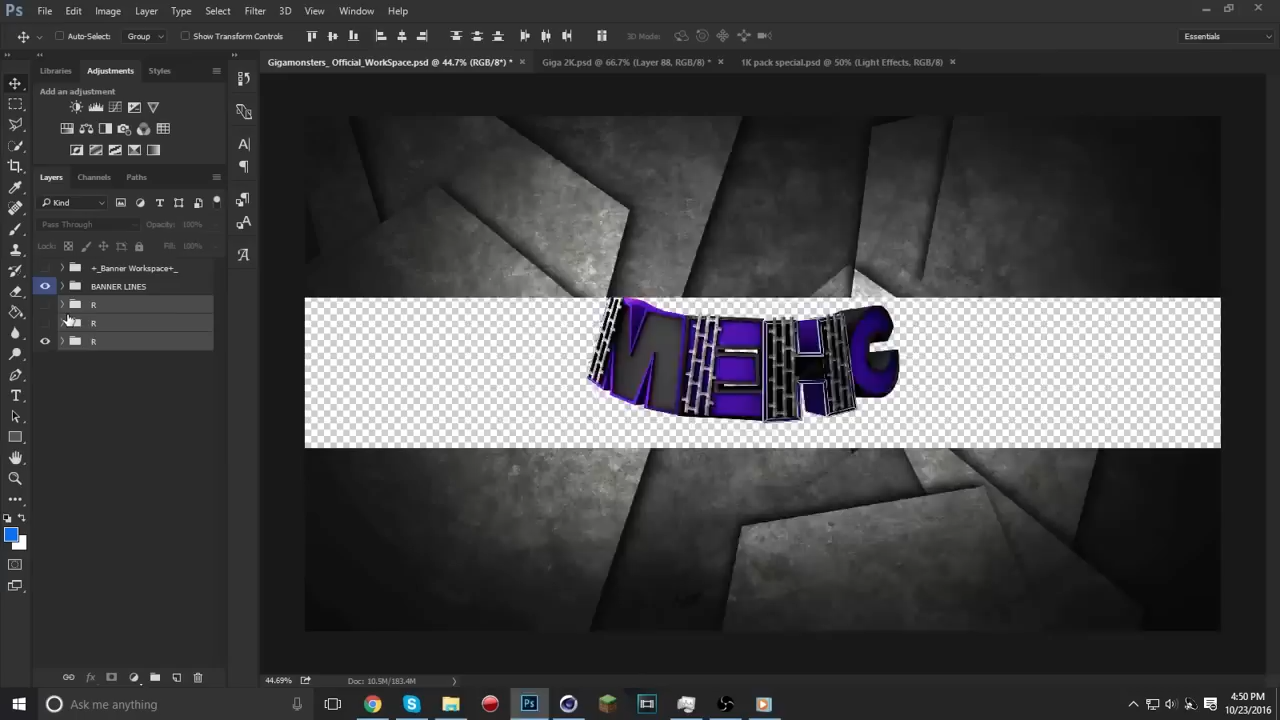 Ps File Edit Image Layer Type Select Filter 3D View Window Help
Auto-Select: Group Show Transform Controls 3D Mode: Essentials
Gigamonsters_ Official_WorkSpace.psd @ 44.7% (RGB/8*) * × Giga 2K.psd @ 66.7% (Layer 88, RGB/8) * × 1K pack special.psd @ 50% (Light Effects, RGB/8) ×
Libraries Adjustments Styles
Add an adjustment
Layers Channels Paths
Kind
Pass Through Opacity: 100%
Lock: Fill: 100%
+_Banner Workspace+_
BANNER LINES
R
R
R
MEHC
44.69% Doc: 10.5M/183.4M
Ask me anything
4:50 PM
10/23/2016